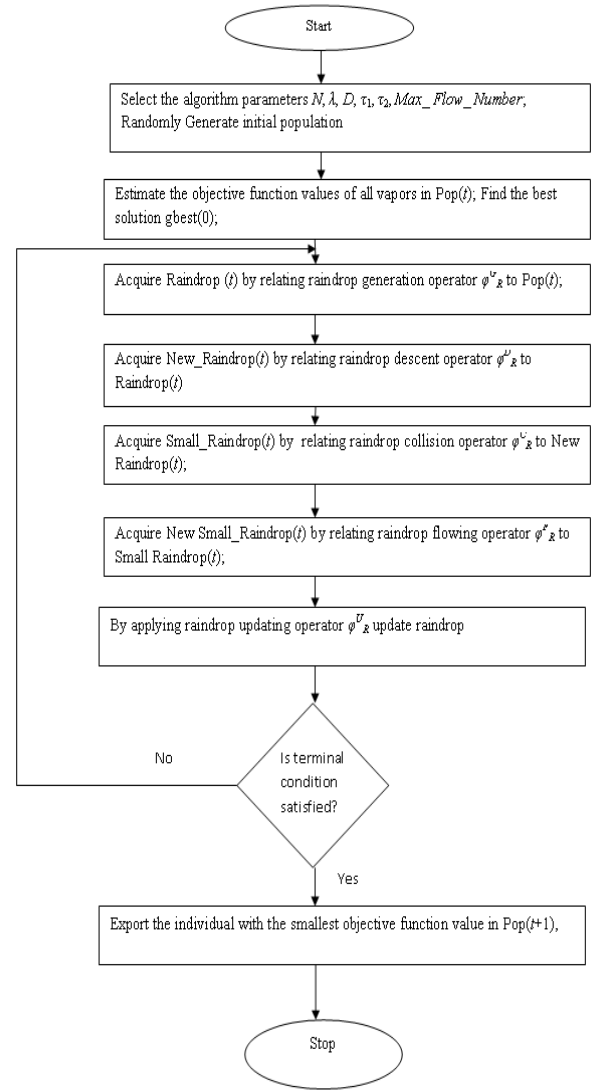 Start
Select the algorithm parameters N, λ, D, τ₁, τ₂, Max_Flow_Number;
Randomly Generate initial population
Estimate the objective function values of all vapors in Pop(t); Find the best
solution gbest(0);
Acquire Raindrop (t) by relating raindrop generation operator φᴳ_R to Pop(t);
Acquire New_Raindrop(t) by relating raindrop descent operator φᴰ_R to
Raindrop(t)
Acquire Small_Raindrop(t) by relating raindrop collision operator φ^C_R to New
Raindrop(t);
Acquire New Small_Raindrop(t) by relating raindrop flowing operator φ^F_R to
Small Raindrop(t);
By applying raindrop updating operator φ^U_R update raindrop
No
Is terminal
condition
satisfied?
Yes
Export the individual with the smallest objective function value in Pop(t+1),
Stop